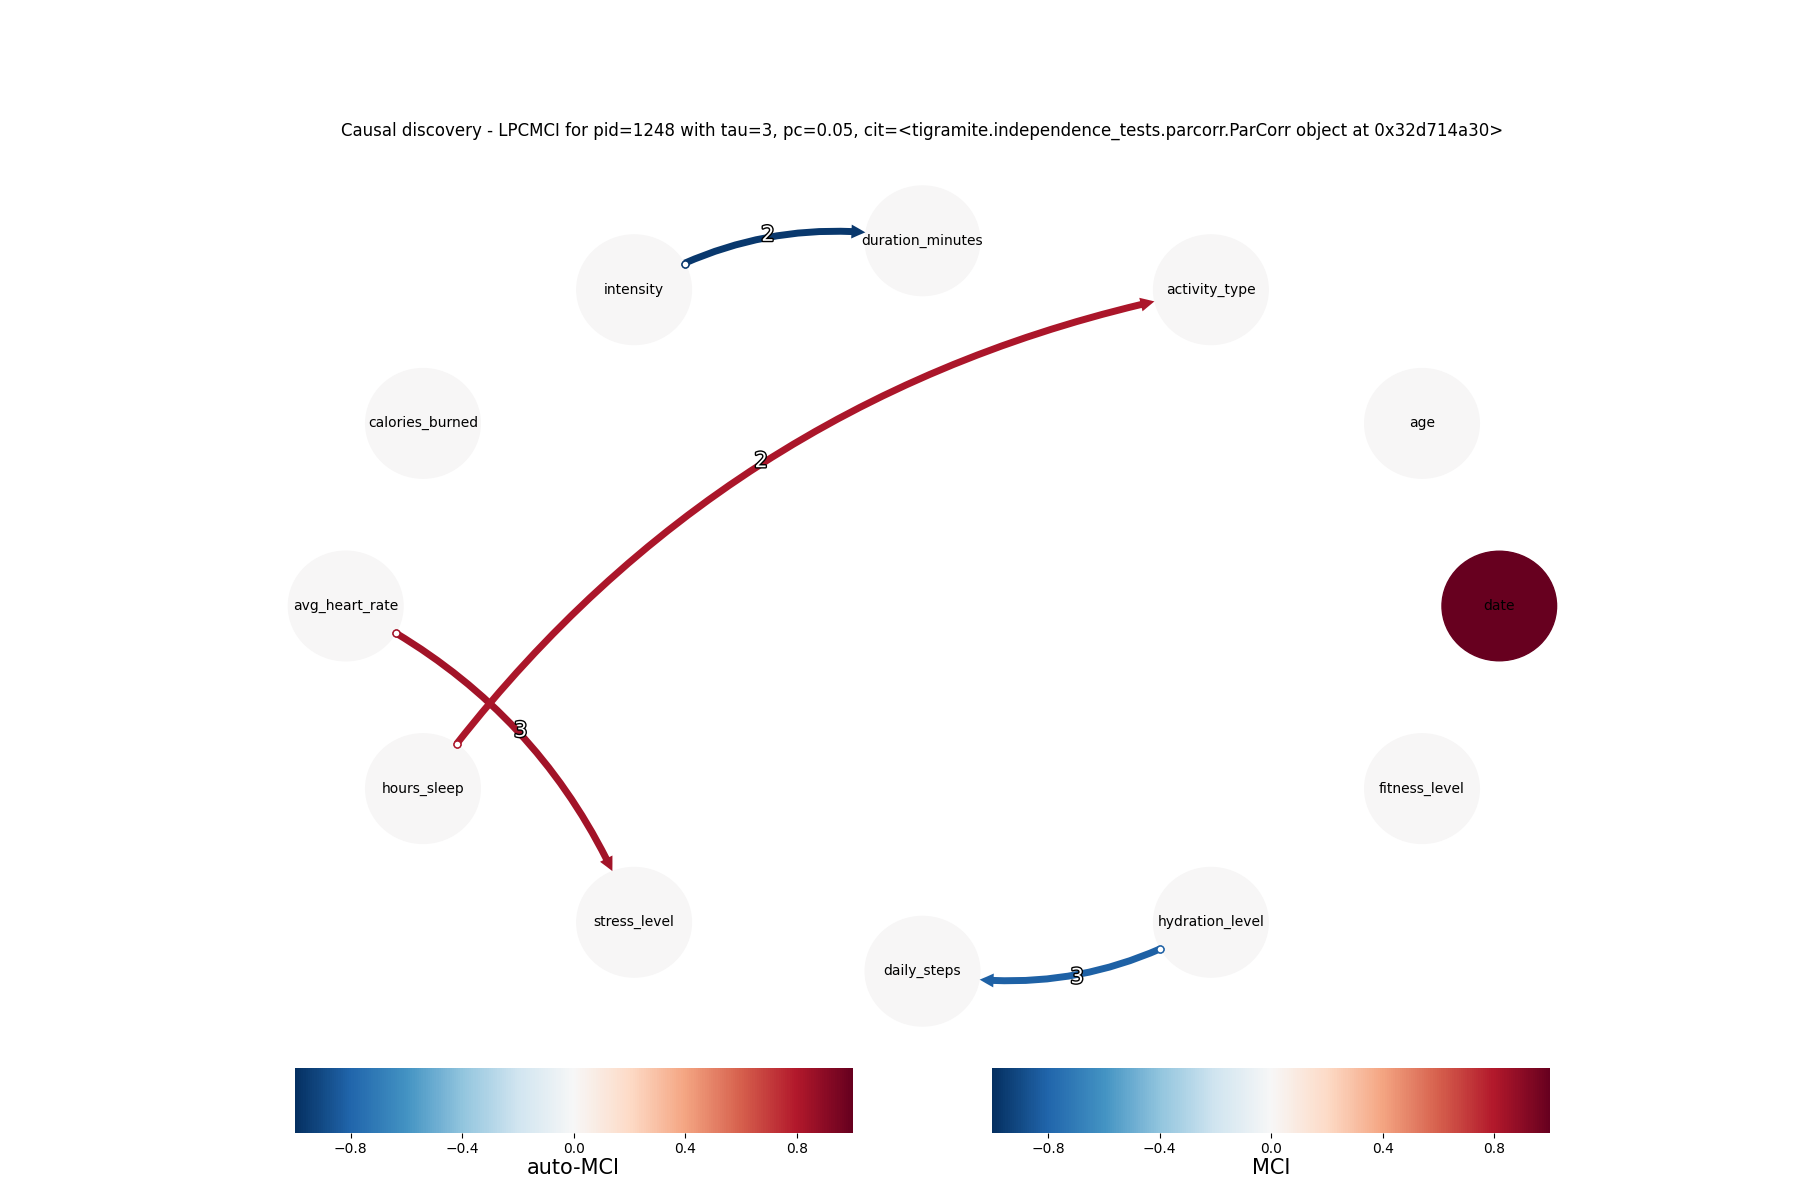 Causal discovery - LPCMCI for pid=1248 with tau=3, pc=0.05, cit=<tigramite.independence_tests.parcorr.ParCorr object at 0x32d714a30>
2
duration_minutes
intensity
activity_type
calories_burned
age
2
avg_heart_rate
date
3
hours_sleep
fitness_level
stress_level
hydration_level
daily_steps
3
−0.8 −0.4 0.0 0.4 0.8
auto-MCI
−0.8 −0.4 0.0 0.4 0.8
MCI